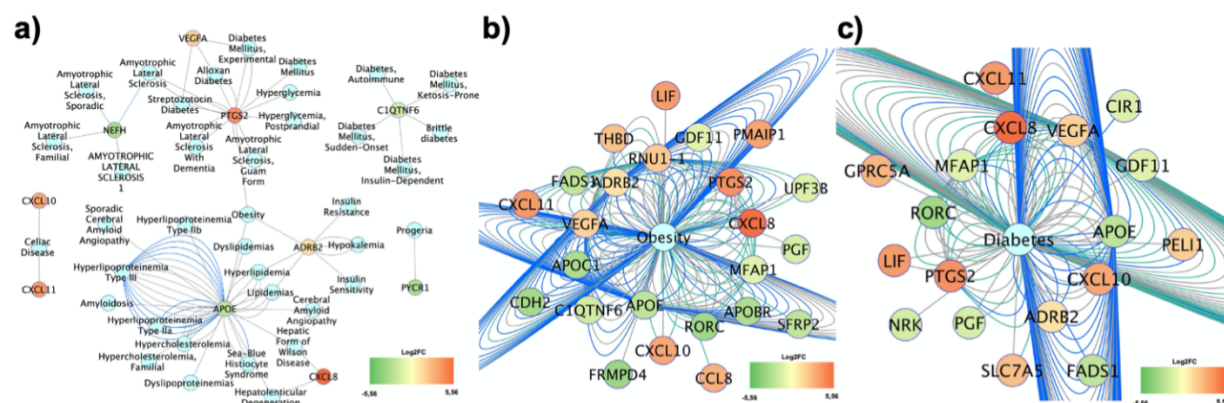 a)
b)
c)
VEGFA
Diabetes
Mellitus,
Experimental
Amyotrophic
Lateral
Sclerosis
Alloxan
Diabetes
Diabetes
Mellitus
Amyotrophic
Lateral
Sclerosis, Sporadic
Streptozotocin
Diabetes
PTGS2
Hyperglycemia
Hyperglycemia,
Postprandial
NEFH
Amyotrophic
Lateral
Sclerosis, Familial
AMYOTROPHIC
LATERAL
SCLEROSIS
1
Amyotrophic
Lateral
Sclerosis With
Dementia
Amyotrophic
Lateral
Sclerosis,
Guam
Form
Diabetes,
Autoimmune
Diabetes
Mellitus,
Ketosis-Prone
C1QTNF6
Diabetes
Mellitus,
Sudden-Onset
Brittle
diabetes
Diabetes
Mellitus,
Insulin-Dependent
CXCL10
Celiac
Disease
CXCL11
Sporadic
Cerebral
Amyloid
Angiopathy
Hyperlipoproteinemia
Type IIb
Obesity
Insulin
Resistance
Progeria
Dyslipidemias
ADRB2
Hypokalemia
Hyperlipoproteinemia
Type III
Hyperlipidemia
Insulin
Sensitivity
PYCR1
Lipidemias
Amyloidosis
APOE
Cerebral
Amyloid
Angiopathy
Hyperlipoproteinemia
Type IIa
Hepatic
Form of
Wilson
Disease
Hypercholesterolemia
Hypercholesterolemia,
Familial
Sea-Blue
Histiocyte
Syndrome
CXCL8
Dyslipoproteinemias
Hepatolenticular
Degeneration
Log2FC
-5,56
5,56
LIF
THBD
GDF11
PMAIP1
RNU1-1
FADS1
ADRB2
PTGS2
UPF3B
CXCL11
VEGFA
CXCL8
Obesity
PGF
APOC1
MFAP1
CDH2
C1QTNF6
APOE
APOBR
RORC
SFRP2
CXCL10
FRMPD4
CCL8
Log2FC
-5,56
5,56
CXCL11
CIR1
CXCL8
VEGFA
GPRC5A
MFAP1
GDF11
RORC
Diabetes
APOE
PELI1
LIF
PTGS2
CXCL10
NRK
PGF
ADRB2
SLC7A5
FADS1
Log2FC